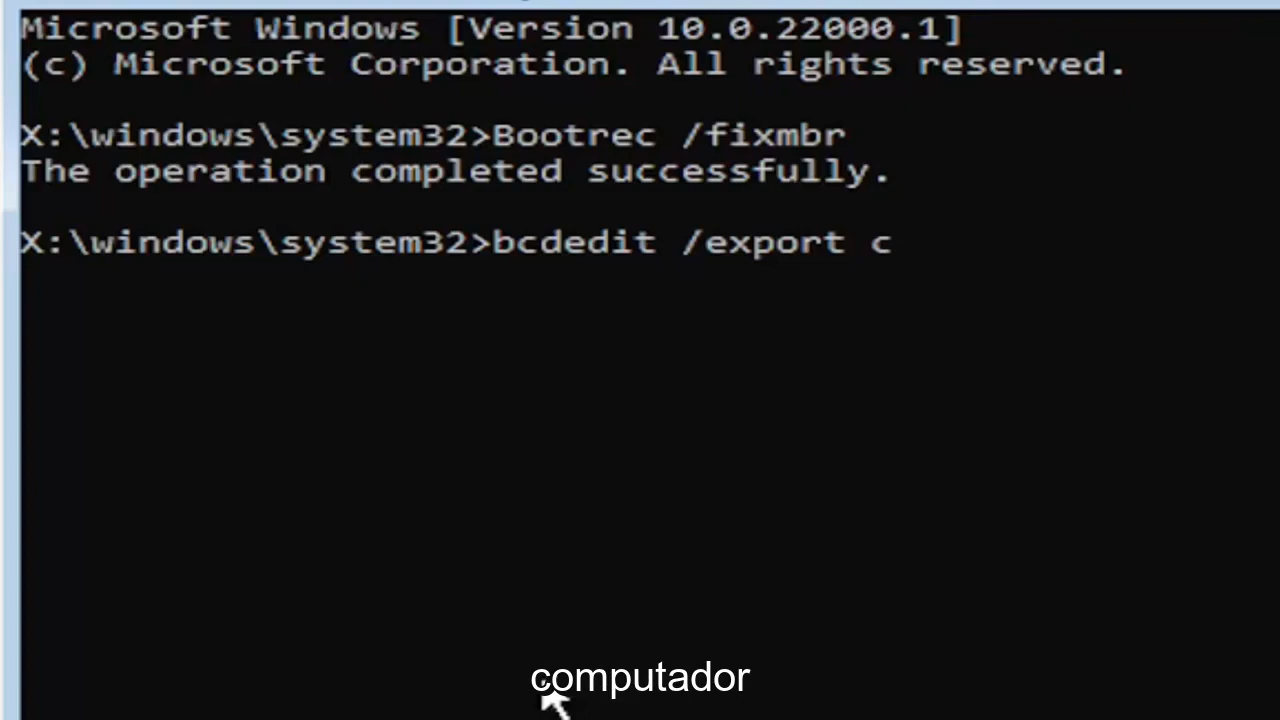 Microsoft Windows [Version 10.0.22000.1]
(c) Microsoft Corporation. All rights reserved.
X:\windows\system32>Bootrec /fixmbr
The operation completed successfully.
X:\windows\system32>bcdedit /export c
computador